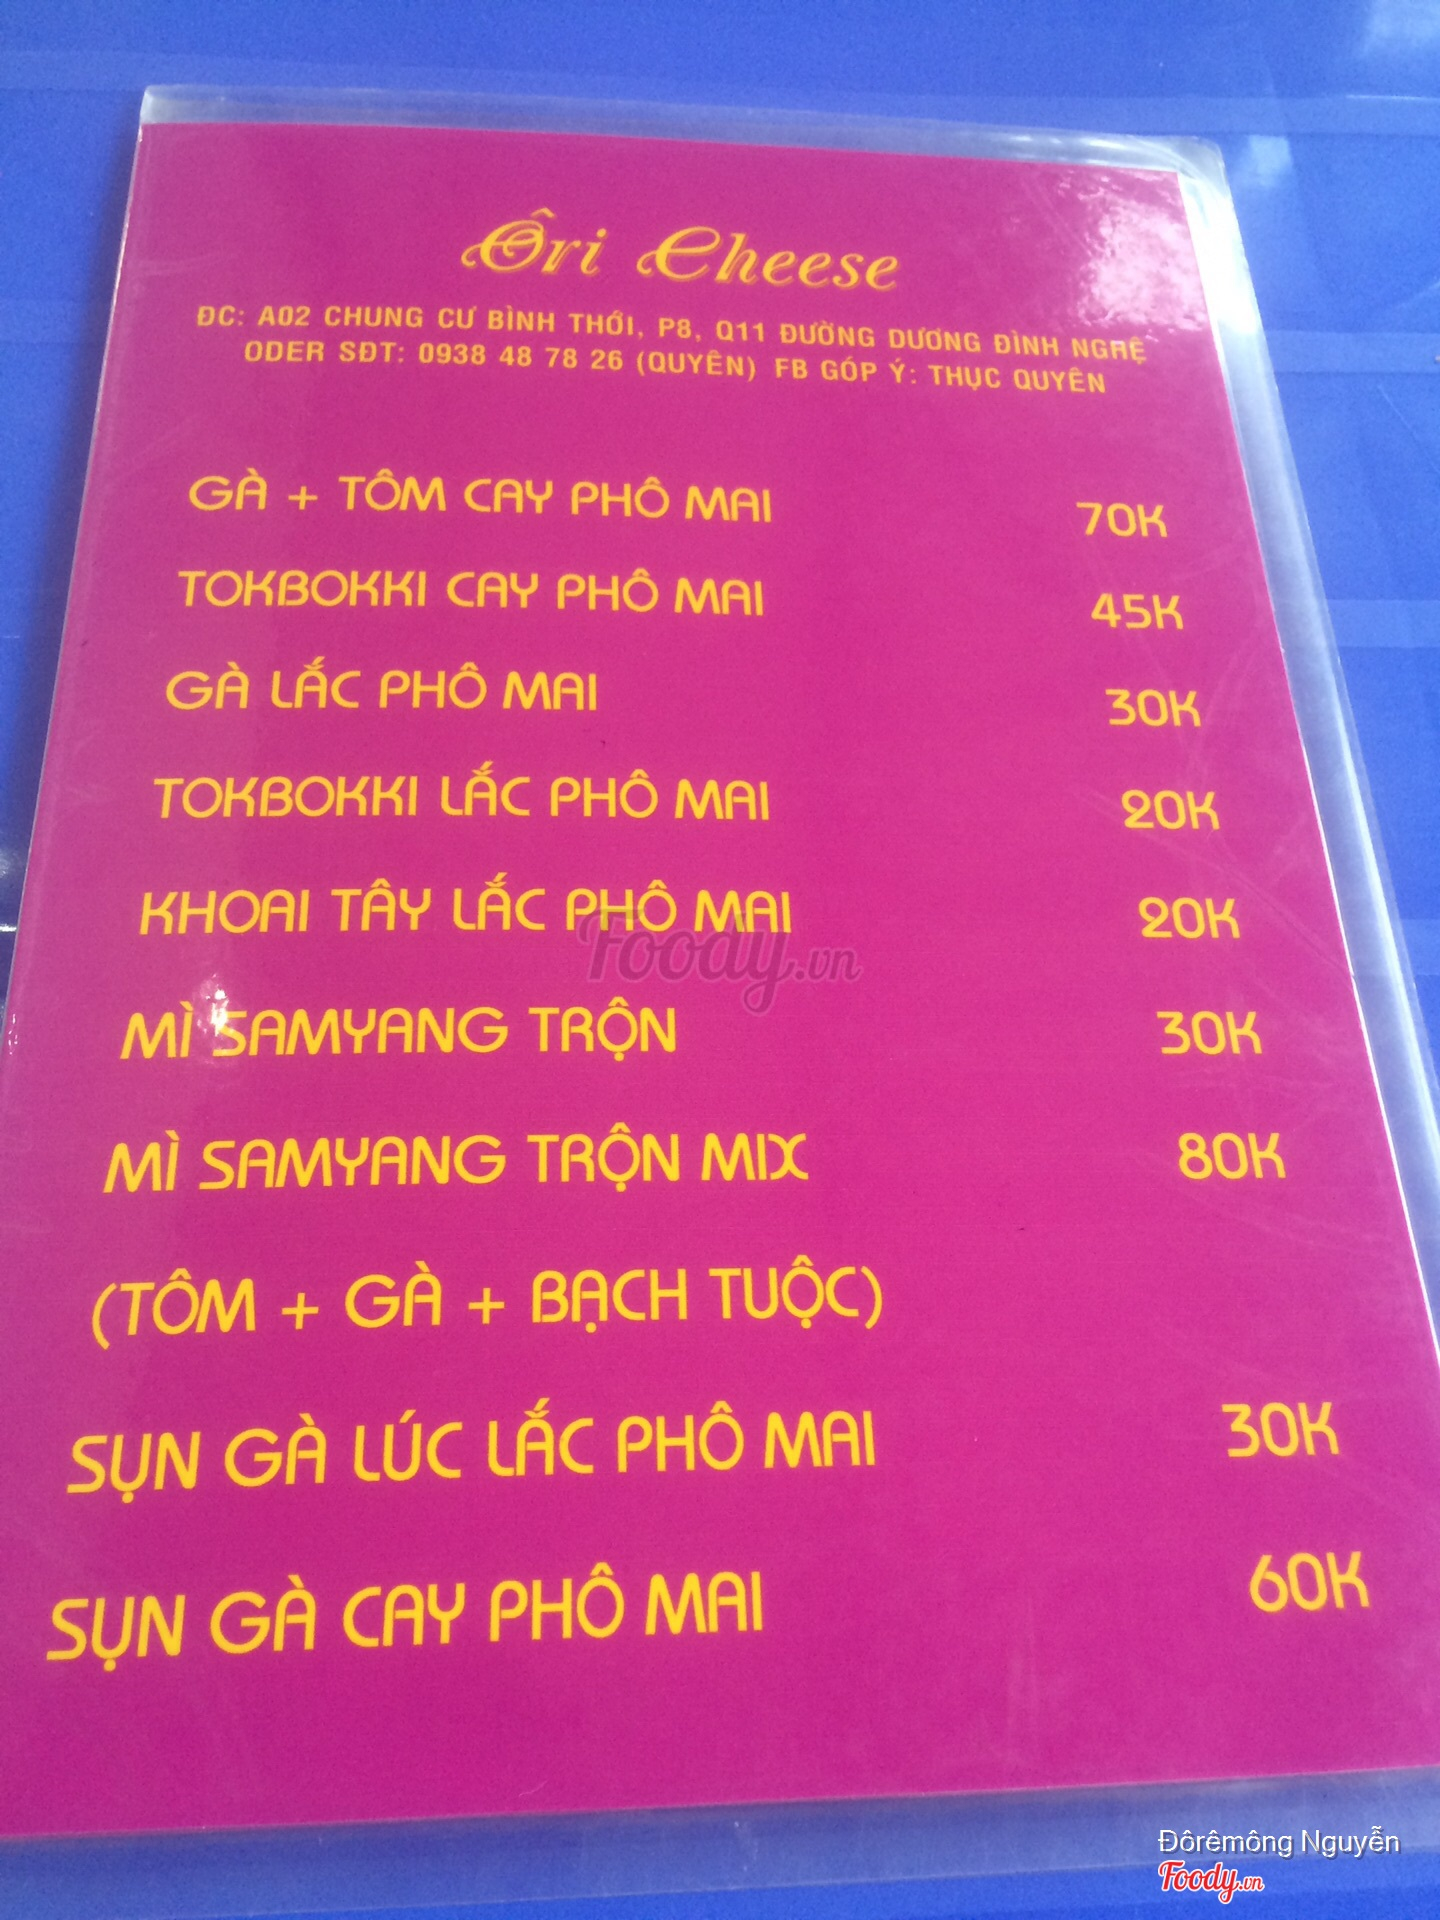 Ôri Cheese
ĐC: A02 CHUNG CƯ BÌNH THỚI, P8, Q11 ĐƯỜNG DƯƠNG ĐÌNH NGHỆ
ODER SĐT: 0938 48 78 26 (QUYÊN) FB GÓP Ý: THỤC QUYÊN
GÀ + TÔM CAY PHÔ MAI 70K
TOKBOKKI CAY PHÔ MAI 45K
GÀ LẮC PHÔ MAI 30K
TOKBOKKI LẮC PHÔ MAI 20K
KHOAI TÂY LẮC PHÔ MAI 20K
Foody.vn
MÌ SAMYANG TRỘN 30K
MÌ SAMYANG TRỘN MIX 80K
(TÔM + GÀ + BẠCH TUỘC)
SỤN GÀ LÚC LẮC PHÔ MAI 30K
SỤN GÀ CAY PHÔ MAI 60K
Đôrêmông Nguyễn
Foody.vn